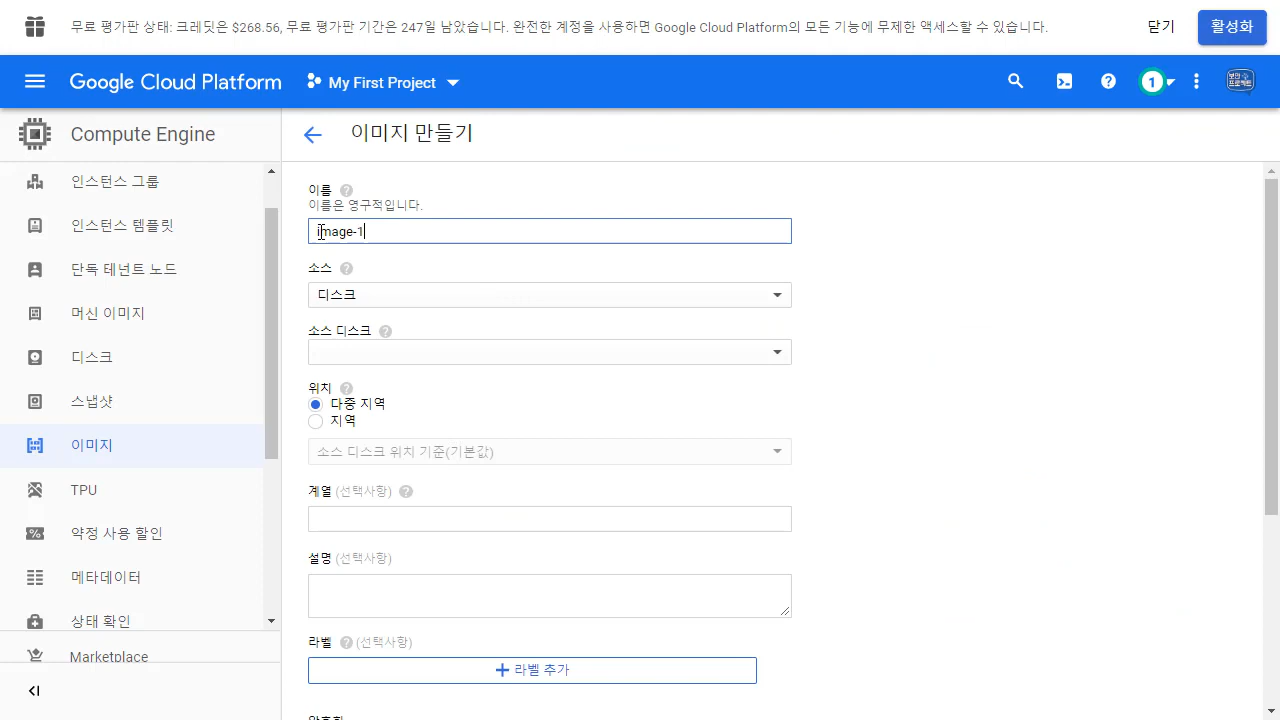 무료 평가판 상태: 크레딧은 $268.56, 무료 평가판 기간은 247일 남았습니다. 완전한 계정을 사용하면 Google Cloud Platform의 모든 기능에 무제한 액세스할 수 있습니다.
닫기
활성화
Google Cloud Platform
My First Project
1
보안
프로젝트
Compute Engine
이미지 만들기
인스턴스 그룹
인스턴스 템플릿
단독 테넌트 노드
머신 이미지
디스크
스냅샷
이미지
TPU
약정 사용 할인
메타데이터
상태 확인
Marketplace
이름
이름은 영구적입니다.
image-1
소스
디스크
소스 디스크
위치
다중 지역
지역
소스 디스크 위치 기준(기본값)
계열 (선택사항)
설명 (선택사항)
라벨 (선택사항)
라벨 추가